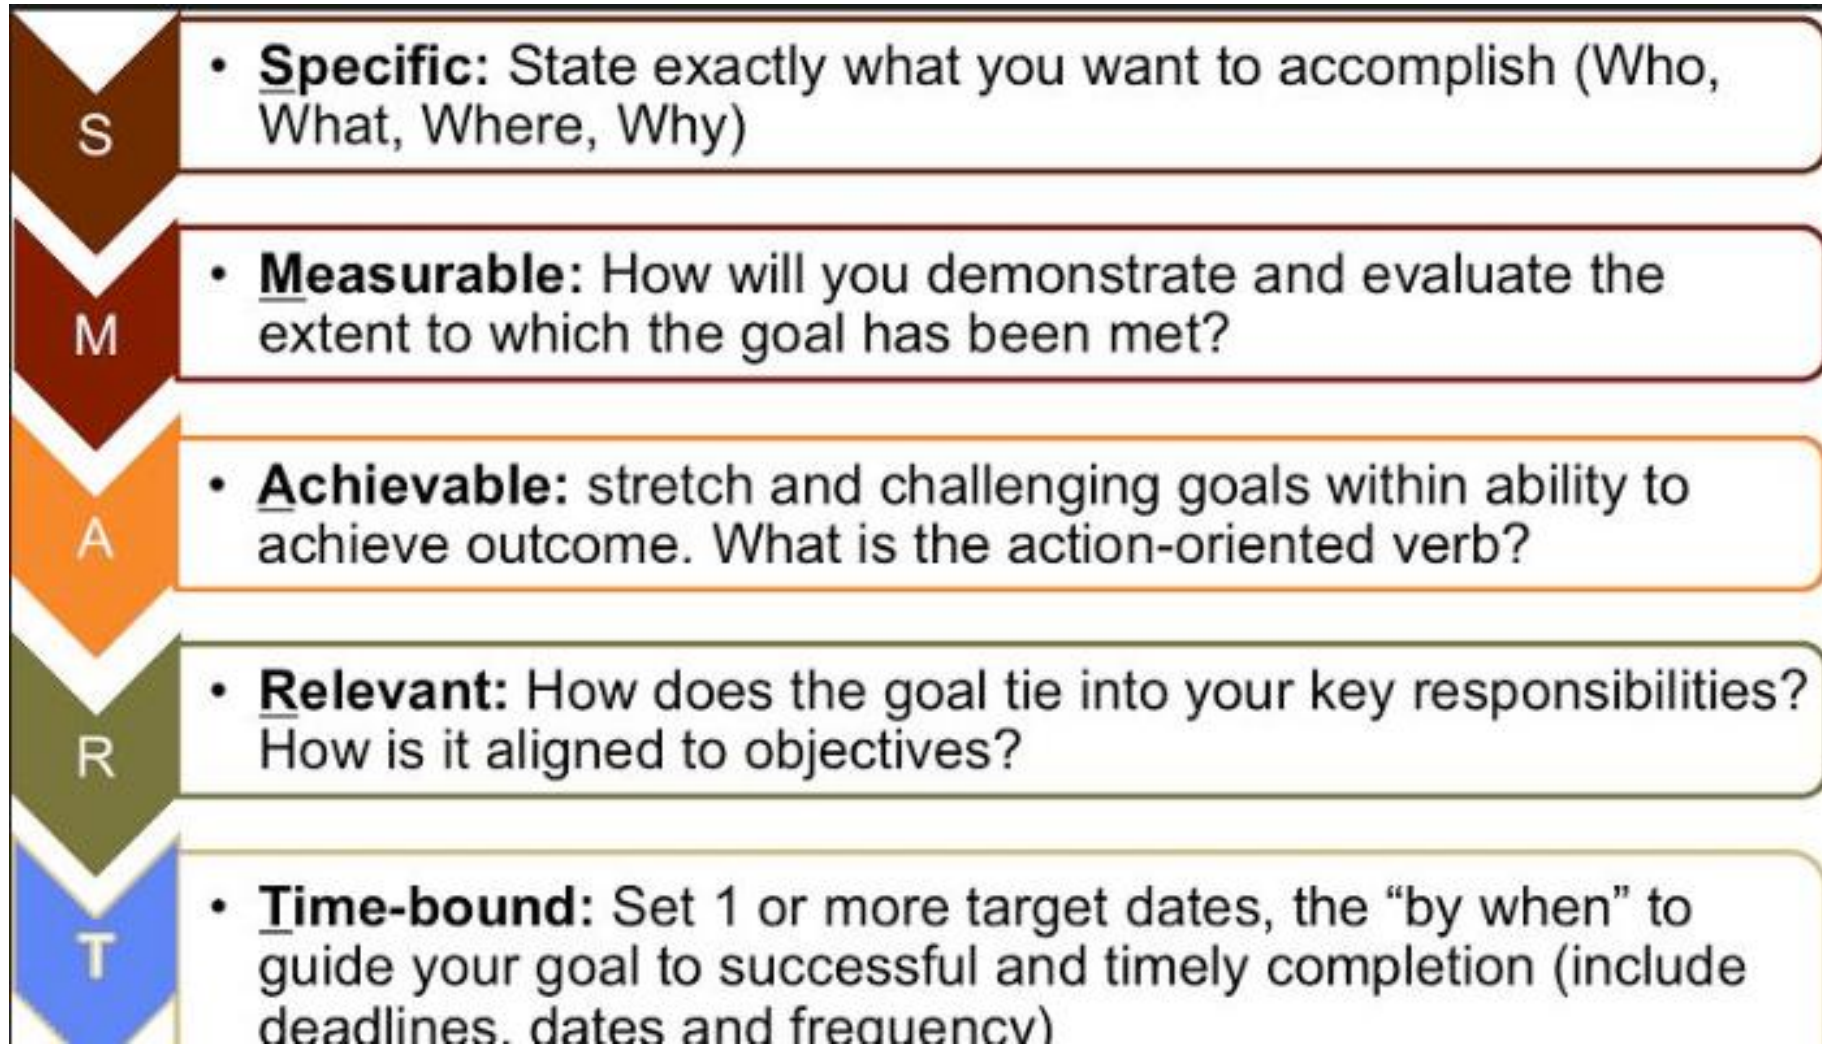 S
• Specific: State exactly what you want to accomplish (Who,
What, Where, Why)
M
• Measurable: How will you demonstrate and evaluate the
extent to which the goal has been met?
A
• Achievable: stretch and challenging goals within ability to
achieve outcome. What is the action-oriented verb?
R
• Relevant: How does the goal tie into your key responsibilities?
How is it aligned to objectives?
T
• Time-bound: Set 1 or more target dates, the “by when” to
guide your goal to successful and timely completion (include
deadlines, dates and frequency)